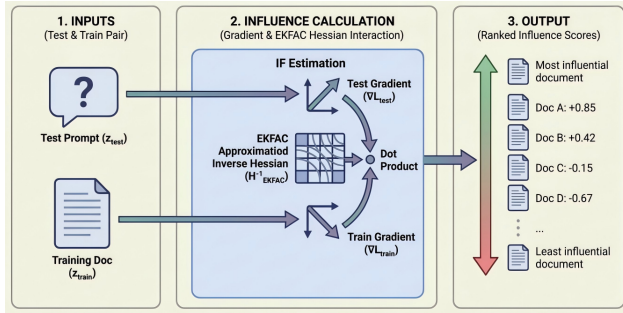 1. INPUTS
(Test & Train Pair)
?
Test Prompt (z_test)
Training Doc
(z_train)
2. INFLUENCE CALCULATION
(Gradient & EKFAC Hessian Interaction)
IF Estimation
Test Gradient
(∇L_test)
EKFAC
Approximatiod
Inverse Hessian
(H⁻¹_EKFAC)
Dot
Product
Train Gradient
(∇L_train)
3. OUTPUT
(Ranked Influence Scores)
Most influential
document
Doc A: +0.85
Doc B: +0.42
Doc C: -0.15
Doc D: -0.67
...
Least influential
document